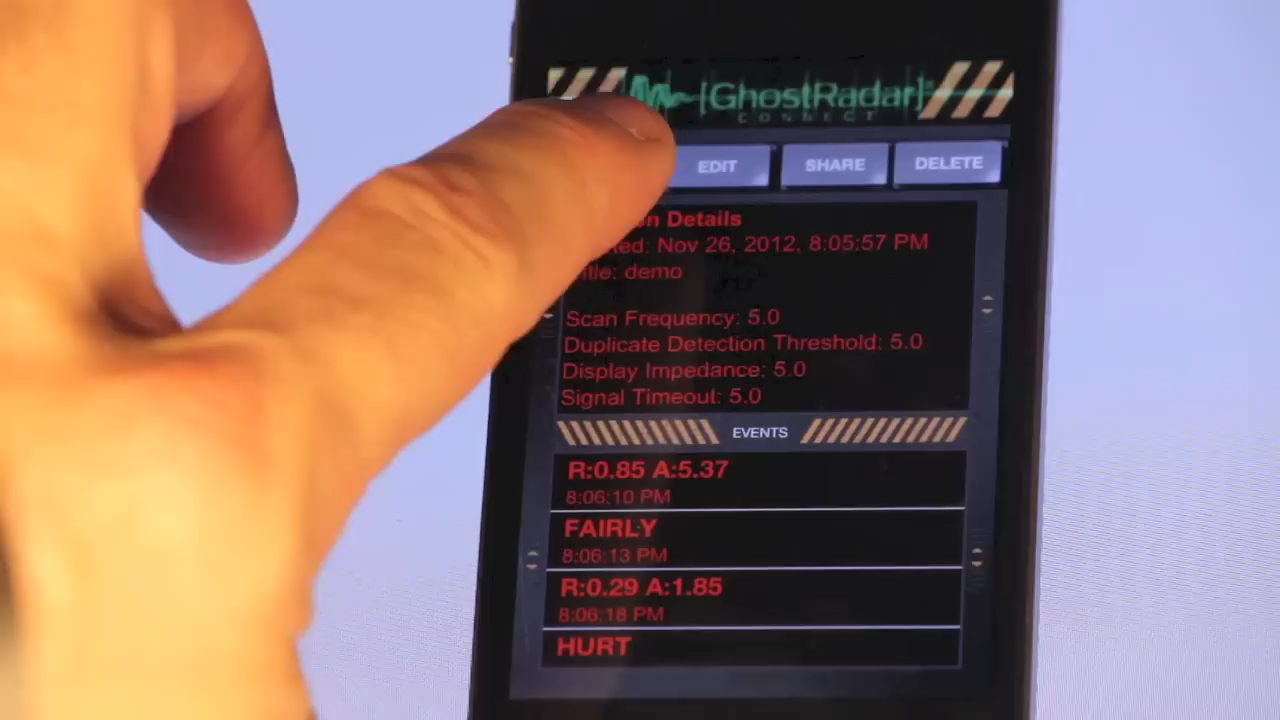 [GhostRadar]
CONNECT
EDIT SHARE DELETE
Details
Nov 26, 2012, 8:05:57 PM
demo
Scan Frequency: 5.0
Duplicate Detection Threshold: 5.0
Display Impedance: 5.0
Signal Timeout: 5.0
EVENTS
R:0.85 A:5.37
8:06:10 PM
FAIRLY
8:06:13 PM
R:0.29 A:1.85
8:06:18 PM
HURT